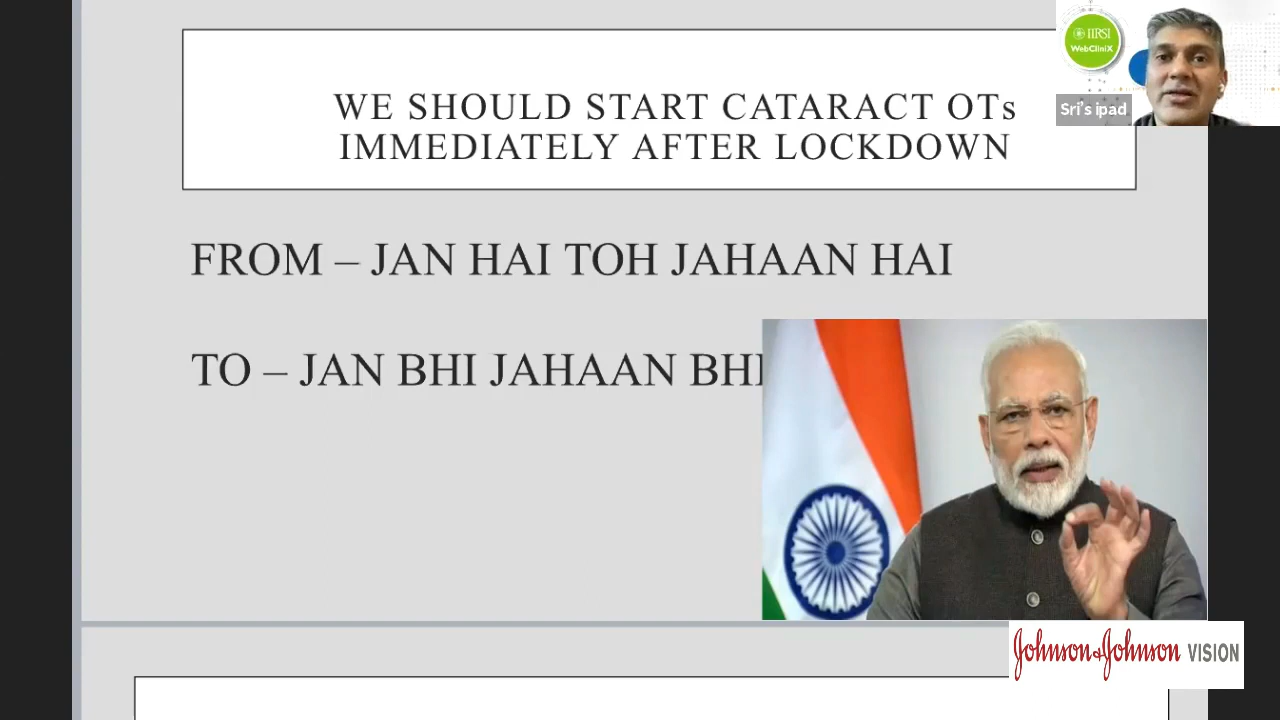 IIRSI
WebCliniX
Sri's ipad
WE SHOULD START CATARACT OTs
IMMEDIATELY AFTER LOCKDOWN
FROM – JAN HAI TOH JAHAAN HAI
TO – JAN BHI JAHAAN BHI
Johnson & Johnson VISION